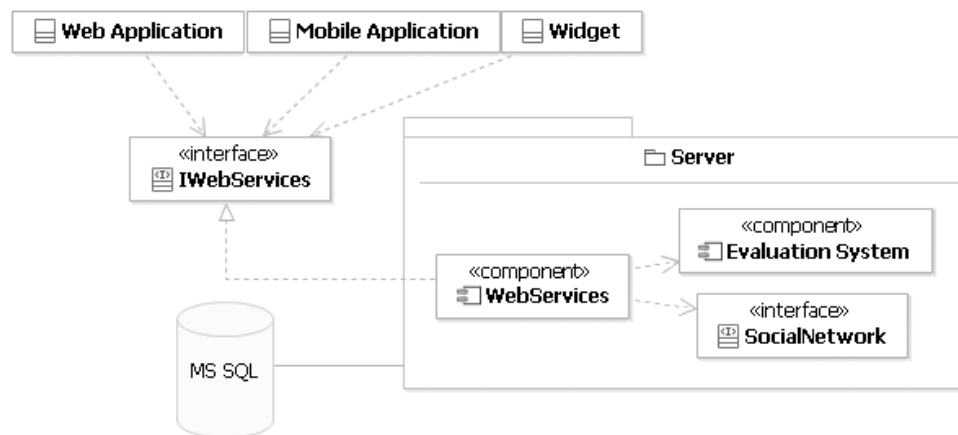 Web Application
Mobile Application
Widget
«interface»
IWebServices
Server
«component»
Evaluation System
«component»
WebServices
«interface»
SocialNetwork
MS SQL